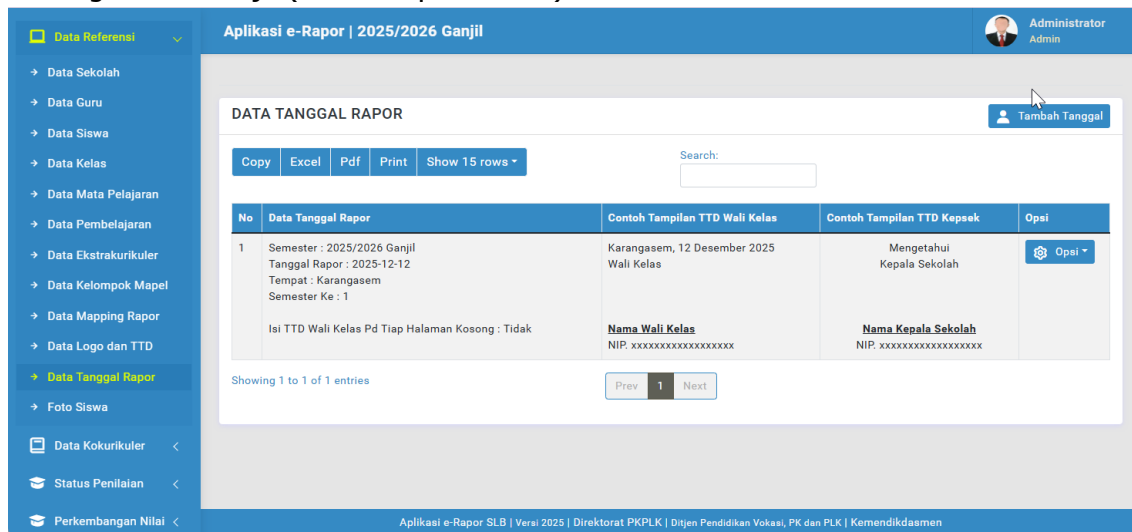 Data Referensi
Data Sekolah
Data Guru
Data Siswa
Data Kelas
Data Mata Pelajaran
Data Pembelajaran
Data Ekstrakurikuler
Data Kelompok Mapel
Data Mapping Rapor
Data Logo dan TTD
Data Tanggal Rapor
Foto Siswa
Data Kokurikuler
Status Penilaian
Perkembangan Nilai
Aplikasi e-Rapor | 2025/2026 Ganjil
Administrator
Admin
DATA TANGGAL RAPOR
Tambah Tanggal
Copy Excel Pdf Print Show 15 rows
Search:
No Data Tanggal Rapor Contoh Tampilan TTD Wali Kelas Contoh Tampilan TTD Kepsek Opsi
1 Semester : 2025/2026 Ganjil Karangasem, 12 Desember 2025 Mengetahui Opsi
Tanggal Rapor : 2025-12-12 Wali Kelas Kepala Sekolah
Tempat : Karangasem
Semester Ke : 1
Isi TTD Wali Kelas Pd Tiap Halaman Kosong : Tidak Nama Wali Kelas Nama Kepala Sekolah
NIP. xxxxxxxxxxxxxxxxxx NIP. xxxxxxxxxxxxxxxxxx
Showing 1 to 1 of 1 entries
Prev 1 Next
Aplikasi e-Rapor SLB | Versi 2025 | Direktorat PKPLK | Ditjen Pendidikan Vokasi, PK dan PLK | Kemendikdasmen